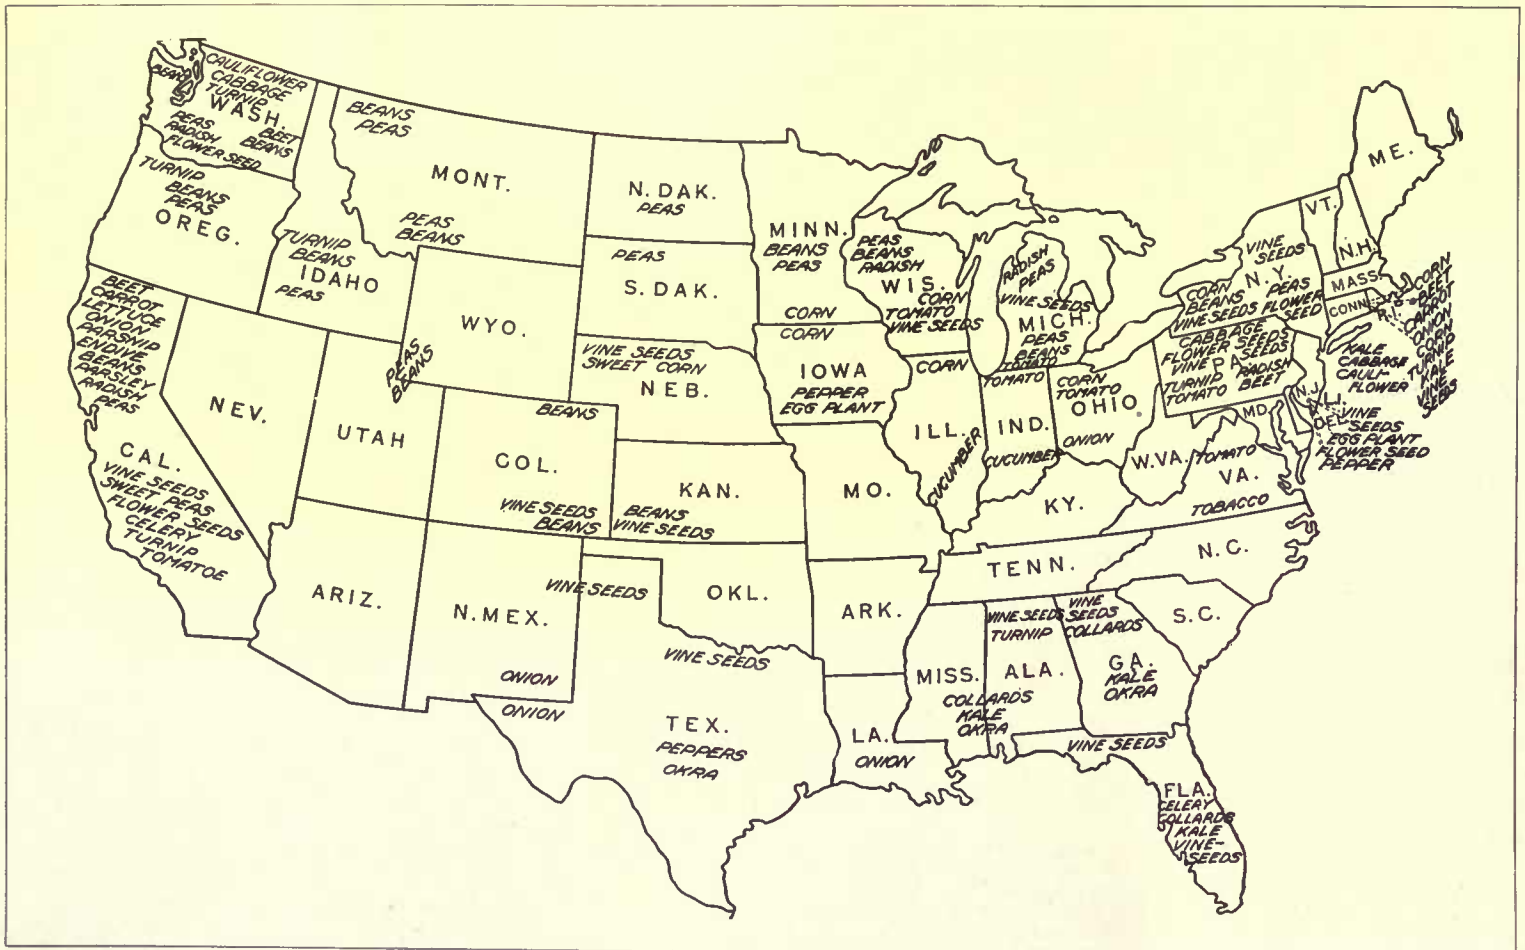 BEANS
CAULIFLOWER
CABBAGE
TURNIP
WASH.
PEAS
RADISH
FLOWER SEED
BEET
BEANS
TURNIP
BEANS
PEAS
OREG.
BEET
CARROT
LETTUCE
ONION
PARSNIP
ENDIVE
BEANS
PARSLEY
RADISH
PEAS
CAL.
VINE SEEDS
SWEET PEAS
FLOWER SEEDS
CELERY
TURNIP
TOMATOE
NEV.
TURNIP
BEANS
IDAHO
PEAS
BEANS
PEAS
MONT.
PEAS
BEANS
WYO.
PEAS
BEANS
UTAH
ARIZ.
BEANS
COL.
VINE SEEDS
BEANS
N.MEX.
ONION
VINE SEEDS
N. DAK.
PEAS
PEAS
S. DAK.
VINE SEEDS
SWEET CORN
NEB.
KAN.
BEANS
VINE SEEDS
OKL.
VINE SEEDS
ONION
TEX.
PEPPERS
OKRA
MINN.
BEANS
PEAS
CORN
CORN
IOWA
PEPPER
EGG PLANT
MO.
ARK.
LA.
ONION
PEAS
BEANS
RADISH
WIS.
CORN
TOMATO
VINE SEEDS
CORN
ILL.
CUCUMBER
RADISH
PEAS
VINE SEEDS
MICH.
PEAS
BEANS
TOMATO
TOMATO
IND.
CUCUMBER
CORN
TOMATO
OHIO
ONION
KY.
TENN.
MISS.
COLLARDS
KALE
OKRA
VINE SEEDS
TURNIP
ALA.
VINE
SEEDS
COLLARDS
GA.
KALE
OKRA
VINE SEEDS
FLA.
CELERY
COLLARDS
KALE
VINE-
SEEDS
S.C.
N.C.
W.VA.
TOMATO
VA.
TOBACCO
MD.
DEL.
N.J.
L.I.
CABBAGE
FLOWER SEEDS
VINE SEEDS
PA.
TURNIP RADISH
TOMATO BEET
VINE
SEEDS
N.Y.
CORN
BEANS
VINE SEEDS
PEAS
FLOWER
SEED
VT.
N.H.
ME.
MASS.
CONN.
R.I.
CORN
BEET
CARROT
ONION
CORN
TURNIP
KALE
VINE
SEEDS
KALE
CABBAGE
CAULI-
FLOWER
VINE
SEEDS
EGG PLANT
FLOWER SEED
PEPPER